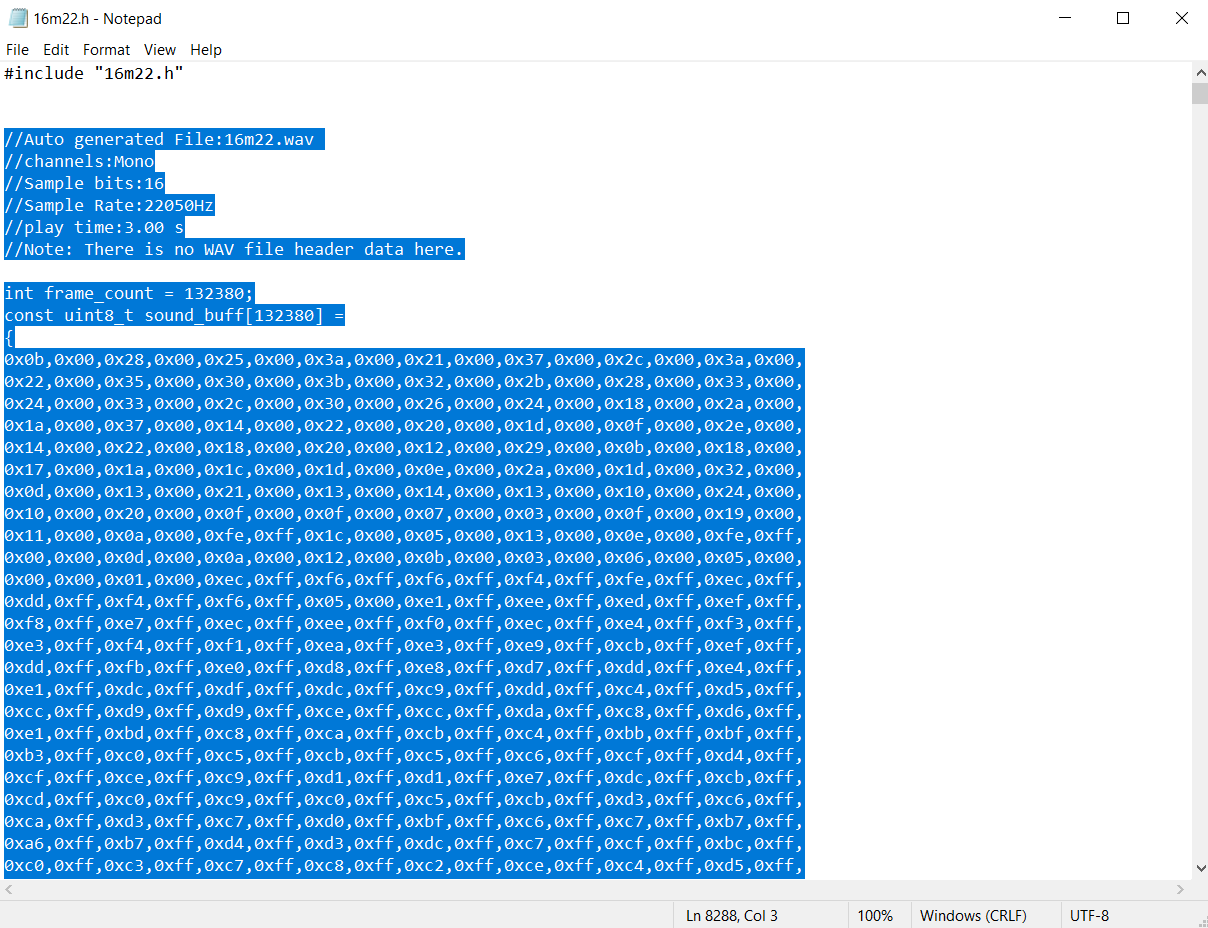 16m22.h - Notepad
File Edit Format View Help
#include "16m22.h"
//Auto generated File:16m22.wav
//channels:Mono
//Sample bits:16
//Sample Rate:22050Hz
//play time:3.00 s
//Note: There is no WAV file header data here.
int frame_count = 132380;
const uint8_t sound_buff[132380] =
{
0x0b,0x00,0x28,0x00,0x25,0x00,0x3a,0x00,0x21,0x00,0x37,0x00,0x2c,0x00,0x3a,0x00,
0x22,0x00,0x35,0x00,0x30,0x00,0x3b,0x00,0x32,0x00,0x2b,0x00,0x28,0x00,0x33,0x00,
0x24,0x00,0x33,0x00,0x2c,0x00,0x30,0x00,0x26,0x00,0x24,0x00,0x18,0x00,0x2a,0x00,
0x1a,0x00,0x37,0x00,0x14,0x00,0x22,0x00,0x20,0x00,0x1d,0x00,0x0f,0x00,0x2e,0x00,
0x14,0x00,0x22,0x00,0x18,0x00,0x20,0x00,0x12,0x00,0x29,0x00,0x0b,0x00,0x18,0x00,
0x17,0x00,0x1a,0x00,0x1c,0x00,0x1d,0x00,0x0e,0x00,0x2a,0x00,0x1d,0x00,0x32,0x00,
0x0d,0x00,0x13,0x00,0x21,0x00,0x13,0x00,0x14,0x00,0x13,0x00,0x10,0x00,0x24,0x00,
0x10,0x00,0x20,0x00,0x0f,0x00,0x0f,0x00,0x07,0x00,0x03,0x00,0x0f,0x00,0x19,0x00,
0x11,0x00,0x0a,0x00,0xfe,0xff,0x1c,0x00,0x05,0x00,0x13,0x00,0x0e,0x00,0xfe,0xff,
0x00,0x00,0x0d,0x00,0x0a,0x00,0x12,0x00,0x0b,0x00,0x03,0x00,0x06,0x00,0x05,0x00,
0x00,0x00,0x01,0x00,0xec,0xff,0xf6,0xff,0xf6,0xff,0xf4,0xff,0xfe,0xff,0xec,0xff,
0xdd,0xff,0xf4,0xff,0xf6,0xff,0x05,0x00,0xe1,0xff,0xee,0xff,0xed,0xff,0xef,0xff,
0xf8,0xff,0xe7,0xff,0xec,0xff,0xee,0xff,0xf0,0xff,0xec,0xff,0xe4,0xff,0xf3,0xff,
0xe3,0xff,0xf4,0xff,0xf1,0xff,0xea,0xff,0xe3,0xff,0xe9,0xff,0xcb,0xff,0xef,0xff,
0xdd,0xff,0xfb,0xff,0xe0,0xff,0xd8,0xff,0xe8,0xff,0xd7,0xff,0xdd,0xff,0xe4,0xff,
0xe1,0xff,0xdc,0xff,0xdf,0xff,0xdc,0xff,0xc9,0xff,0xdd,0xff,0xc4,0xff,0xd5,0xff,
0xcc,0xff,0xd9,0xff,0xd9,0xff,0xce,0xff,0xcc,0xff,0xda,0xff,0xc8,0xff,0xd6,0xff,
0xe1,0xff,0xbd,0xff,0xc8,0xff,0xca,0xff,0xcb,0xff,0xc4,0xff,0xbb,0xff,0xbf,0xff,
0xb3,0xff,0xc0,0xff,0xc5,0xff,0xcb,0xff,0xc5,0xff,0xc6,0xff,0xcf,0xff,0xd4,0xff,
0xcf,0xff,0xce,0xff,0xc9,0xff,0xd1,0xff,0xd1,0xff,0xe7,0xff,0xdc,0xff,0xcb,0xff,
0xcd,0xff,0xc0,0xff,0xc9,0xff,0xc0,0xff,0xc5,0xff,0xcb,0xff,0xd3,0xff,0xc6,0xff,
0xca,0xff,0xd3,0xff,0xc7,0xff,0xd0,0xff,0xbf,0xff,0xc6,0xff,0xc7,0xff,0xb7,0xff,
0xa6,0xff,0xb7,0xff,0xd4,0xff,0xd3,0xff,0xdc,0xff,0xc7,0xff,0xcf,0xff,0xbc,0xff,
0xc0,0xff,0xc3,0xff,0xc7,0xff,0xc8,0xff,0xc2,0xff,0xce,0xff,0xc4,0xff,0xd5,0xff,
Ln 8288, Col 3 100% Windows (CRLF) UTF-8